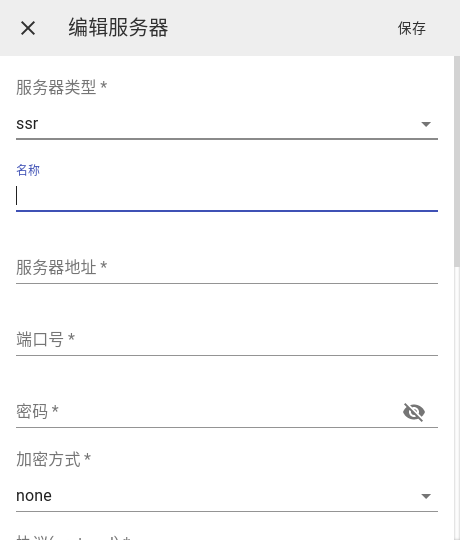 编辑服务器
保存
服务器类型 *
ssr
名称
服务器地址 *
端口号 *
密码 *
加密方式 *
none